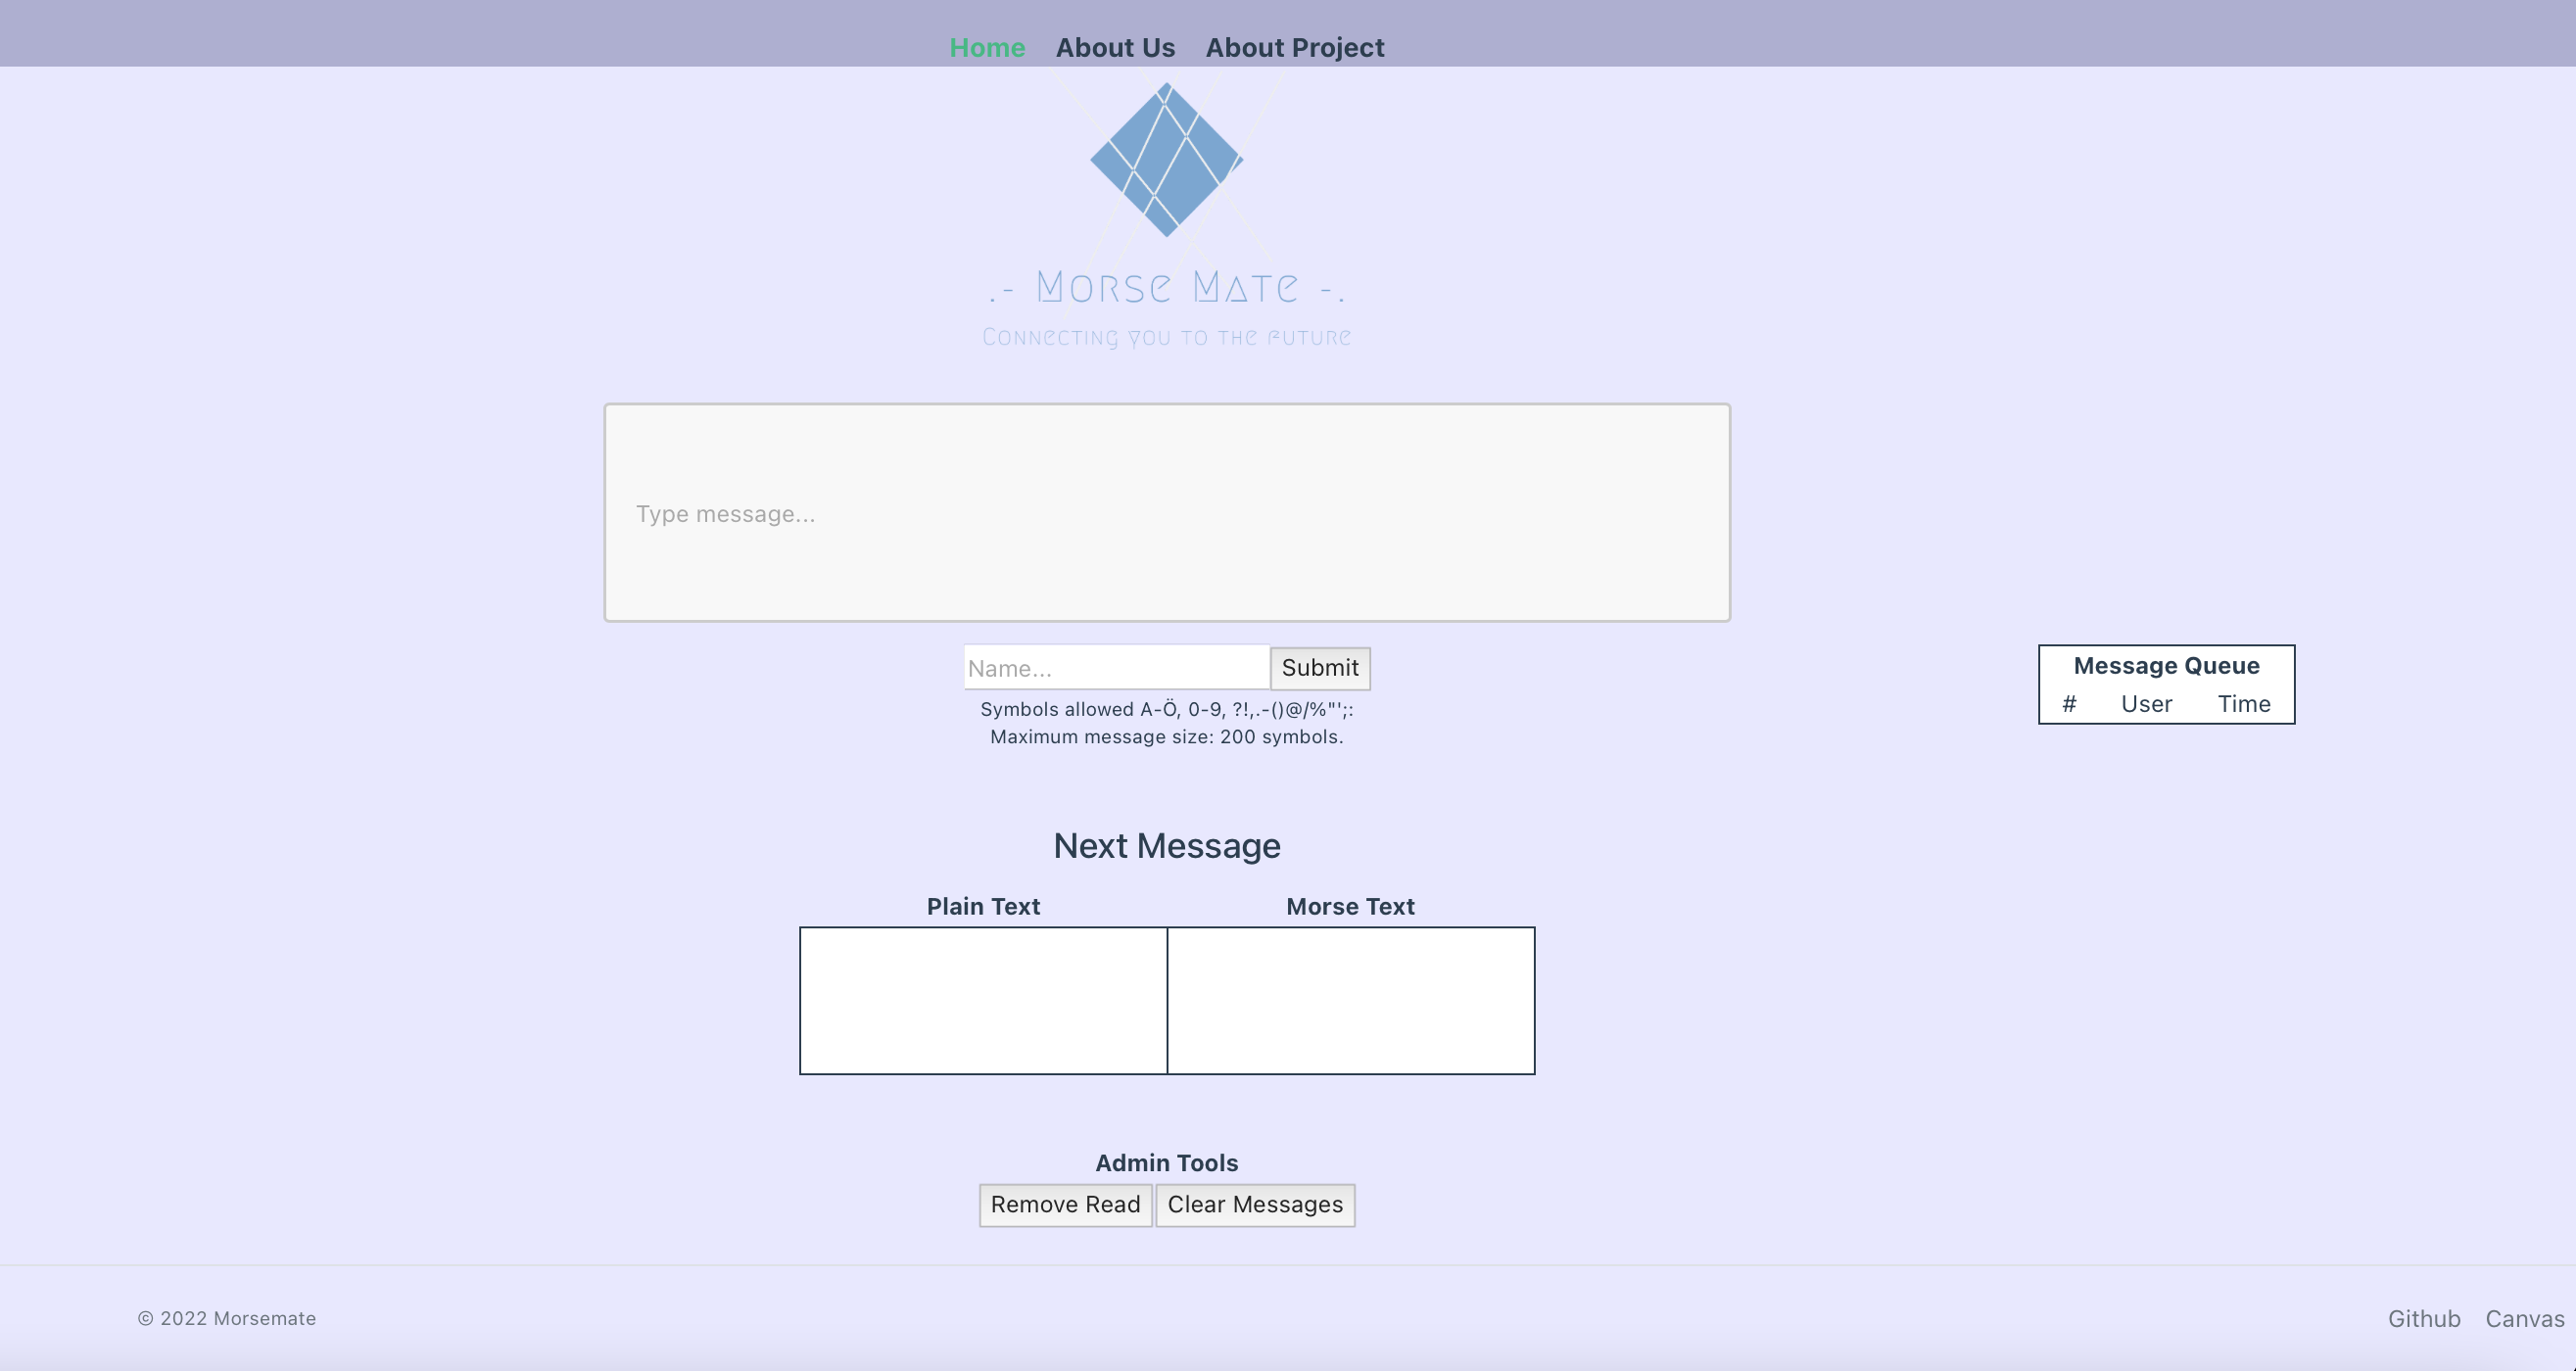 Home About Us About Project
.- Morse Mate -.
Connecting you to the future
Type message...
Name... Submit
Symbols allowed A-Ö, 0-9, ?!,.-()@/%"';:
Maximum message size: 200 symbols.
Message Queue
# User Time
Next Message
Plain Text Morse Text
Admin Tools
Remove Read Clear Messages
© 2022 Morsemate
Github Canvas